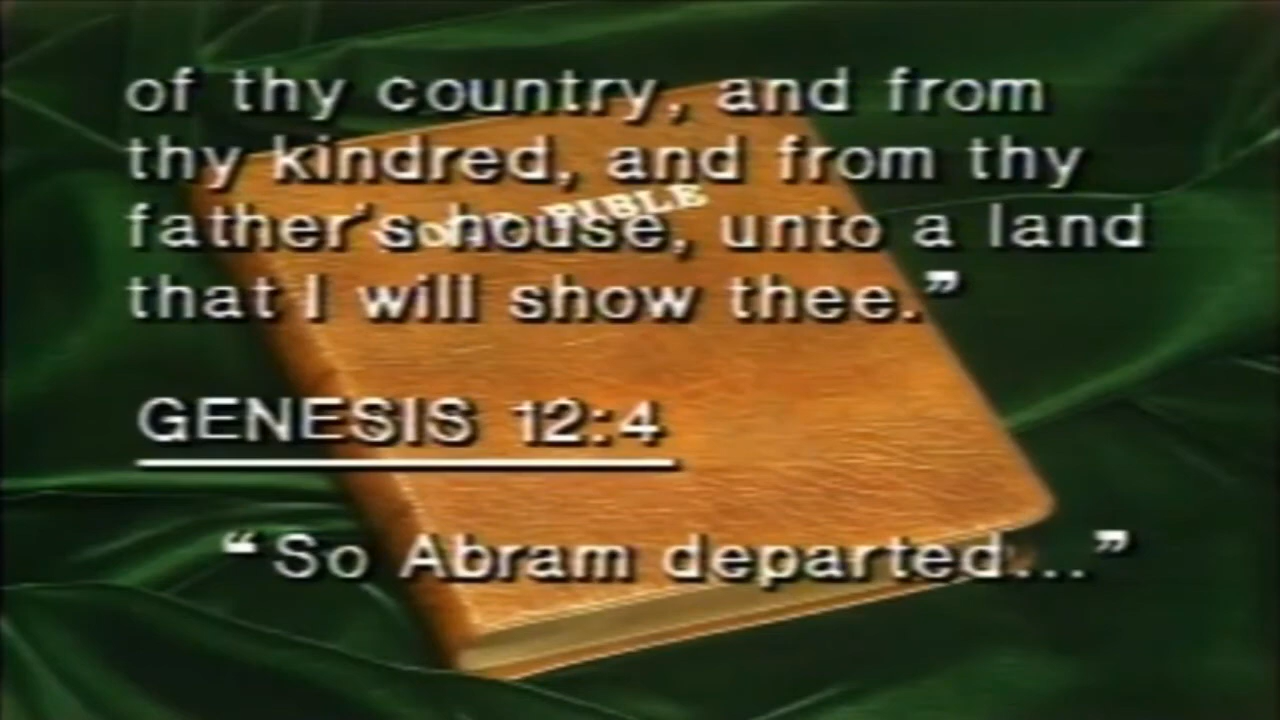 of thy country, and from
thy kindred, and from thy
father's house, unto a land
that I will show thee.”
GENESIS 12:4
“So Abram departed...”
BIBLE